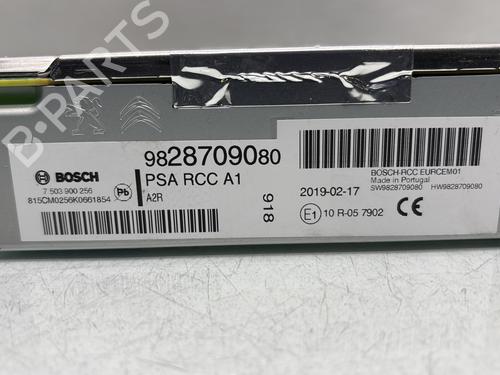 B-PARTS
BOSCH
7 503 900 256
815CM0256K0661854
Pb
9828709080
PSA RCC A1
A2R
918
2019-02-17
E1 10 R-05 7902
BOSCH-RCC EURCEM01
Made in Portugal
SW9828709080 HW9828709080
CE